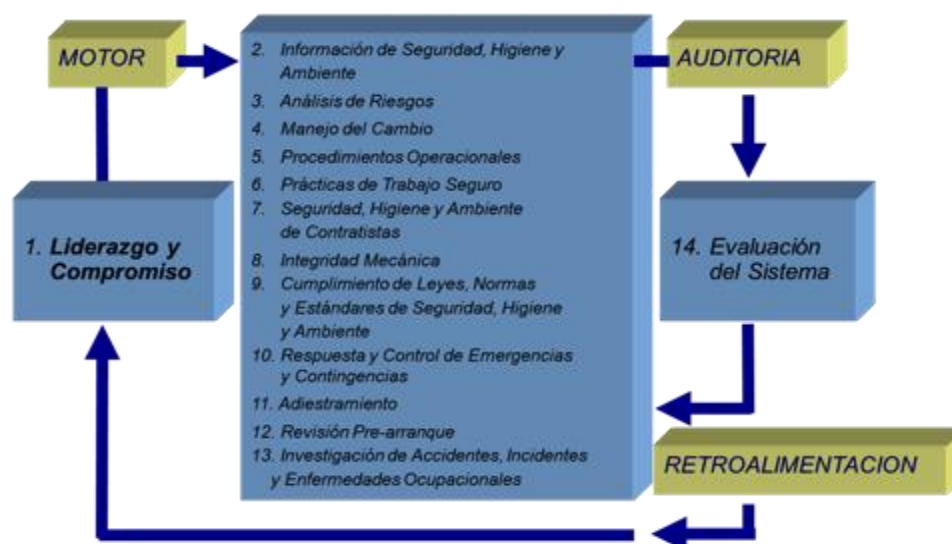 MOTOR
2. Información de Seguridad, Higiene y
Ambiente
3. Análisis de Riesgos
4. Manejo del Cambio
5. Procedimientos Operacionales
6. Prácticas de Trabajo Seguro
7. Seguridad, Higiene y Ambiente
de Contratistas
8. Integridad Mecánica
9. Cumplimiento de Leyes, Normas
y Estándares de Seguridad, Higiene
y Ambiente
10. Respuesta y Control de Emergencias
y Contingencias
11. Adiestramiento
12. Revisión Pre-arranque
13. Investigación de Accidentes, Incidentes
y Enfermedades Ocupacionales
AUDITORIA
1. Liderazgo y
Compromiso
14. Evaluación
del Sistema
RETROALIMENTACION